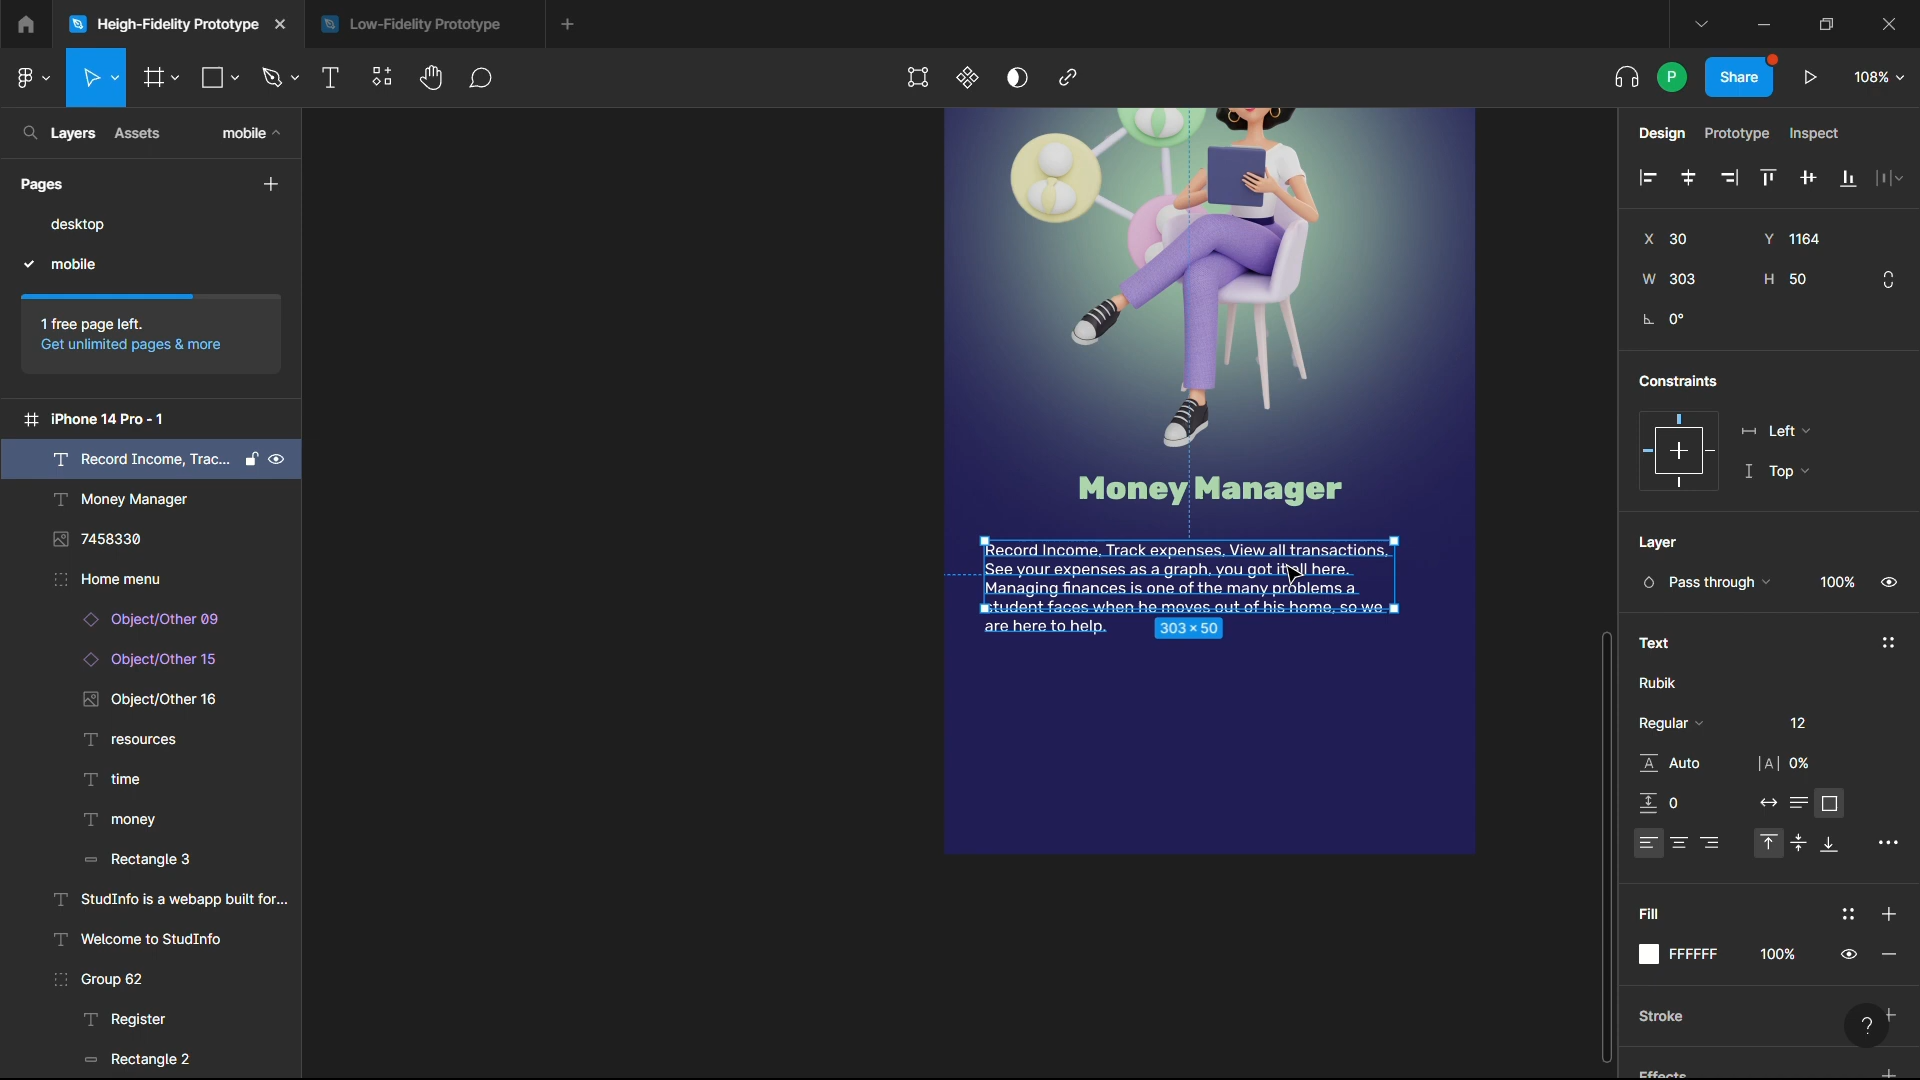 Heigh-Fidelity Prototype
Low-Fidelity Prototype
P
Share
108%
Layers
Assets
mobile
Pages
desktop
mobile
1 free page left.
Get unlimited pages & more
iPhone 14 Pro - 1
Record Income, Trac...
Money Manager
7458330
Home menu
Object/Other 09
Object/Other 15
Object/Other 16
resources
time
money
Rectangle 3
StudInfo is a webapp built for...
Welcome to StudInfo
Group 62
Register
Rectangle 2
Money Manager
Record Income, Track expenses, View all transactions,
See your expenses as a graph, you got it all here.
Managing finances is one of the many problems a
student faces when he moves out of his home, so we
are here to help.
303 × 50
Design
Prototype
Inspect
X 30
Y 1164
W 303
H 50
0°
Constraints
Left
Top
Layer
Pass through
100%
Text
Rubik
Regular
12
Auto
0%
0
Fill
FFFFFF
100%
Stroke
?
Effects